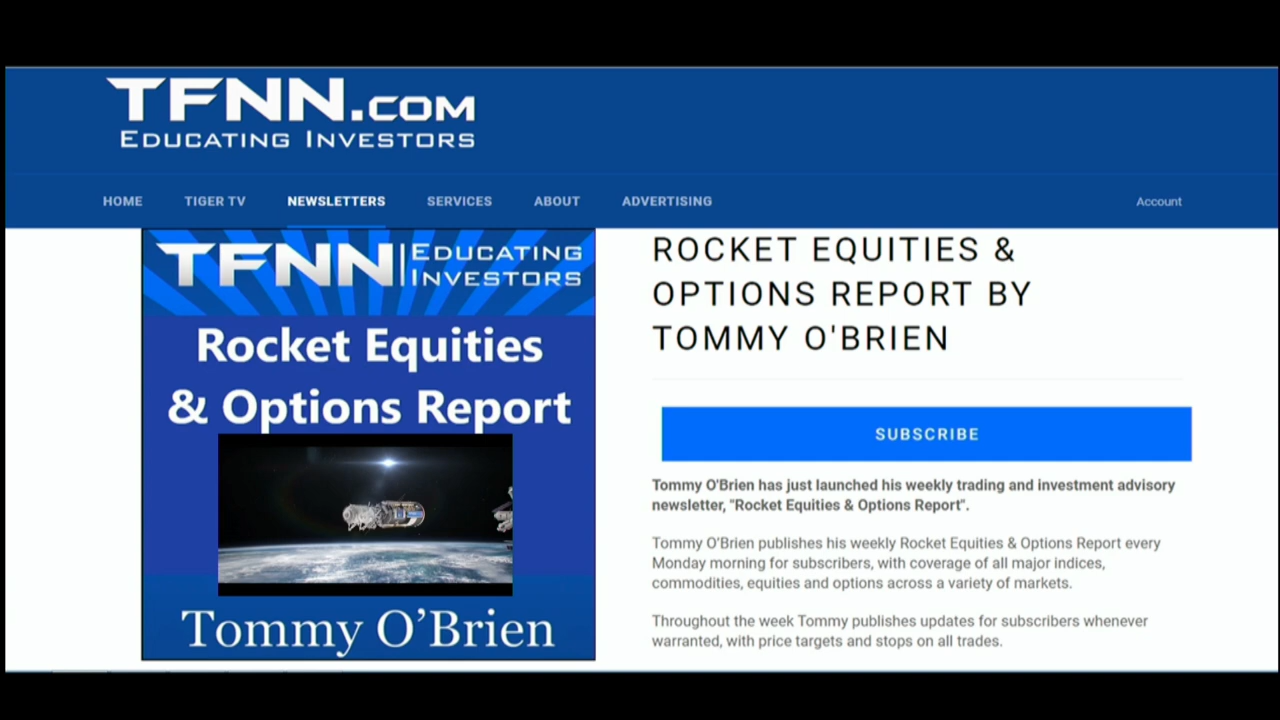 TFNN.COM
EDUCATING INVESTORS
HOME TIGER TV NEWSLETTERS SERVICES ABOUT ADVERTISING Account
TFNN EDUCATING
INVESTORS
Rocket Equities
& Options Report
Tommy O’Brien
ROCKET EQUITIES &
OPTIONS REPORT BY
TOMMY O'BRIEN
SUBSCRIBE
Tommy O'Brien has just launched his weekly trading and investment advisory
newsletter, "Rocket Equities & Options Report".
Tommy O'Brien publishes his weekly Rocket Equities & Options Report every
Monday morning for subscribers, with coverage of all major indices,
commodities, equities and options across a variety of markets.
Throughout the week Tommy publishes updates for subscribers whenever
warranted, with price targets and stops on all trades.